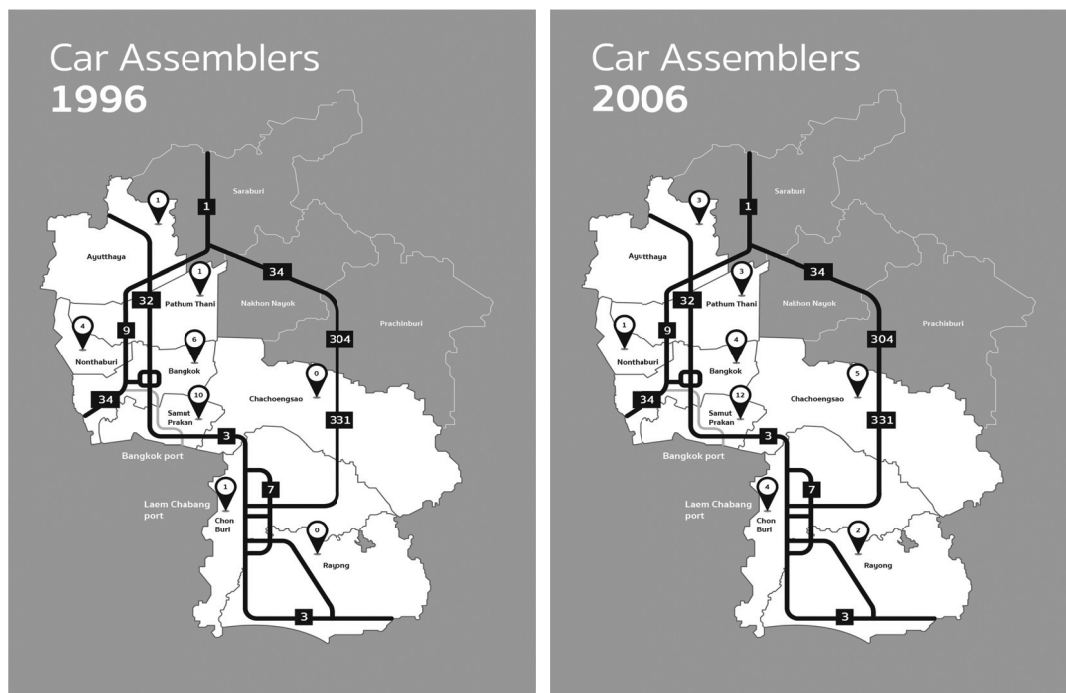 Car Assemblers
1996
Saraburi
1
1
Ayutthaya
1
34
32
Pathum Thani
Nakhon Nayok
Prachinburi
4
9
6
304
Nonthaburi
Bangkok
0
34
10
Chachoengsao
Samut
Prakan
331
3
Bangkok port
1
7
Laem Chabang
port
Chon
Buri
0
Rayong
3
Car Assemblers
2006
Saraburi
3
1
Ayutthaya
3
34
32
Pathum Thani
Nakhon Nayok
Prachinburi
1
9
4
304
Nonthaburi
Bangkok
5
34
12
Chachoengsao
Samut
Prakan
331
3
Bangkok port
4
7
Laem Chabang
port
Chon
Buri
2
Rayong
3